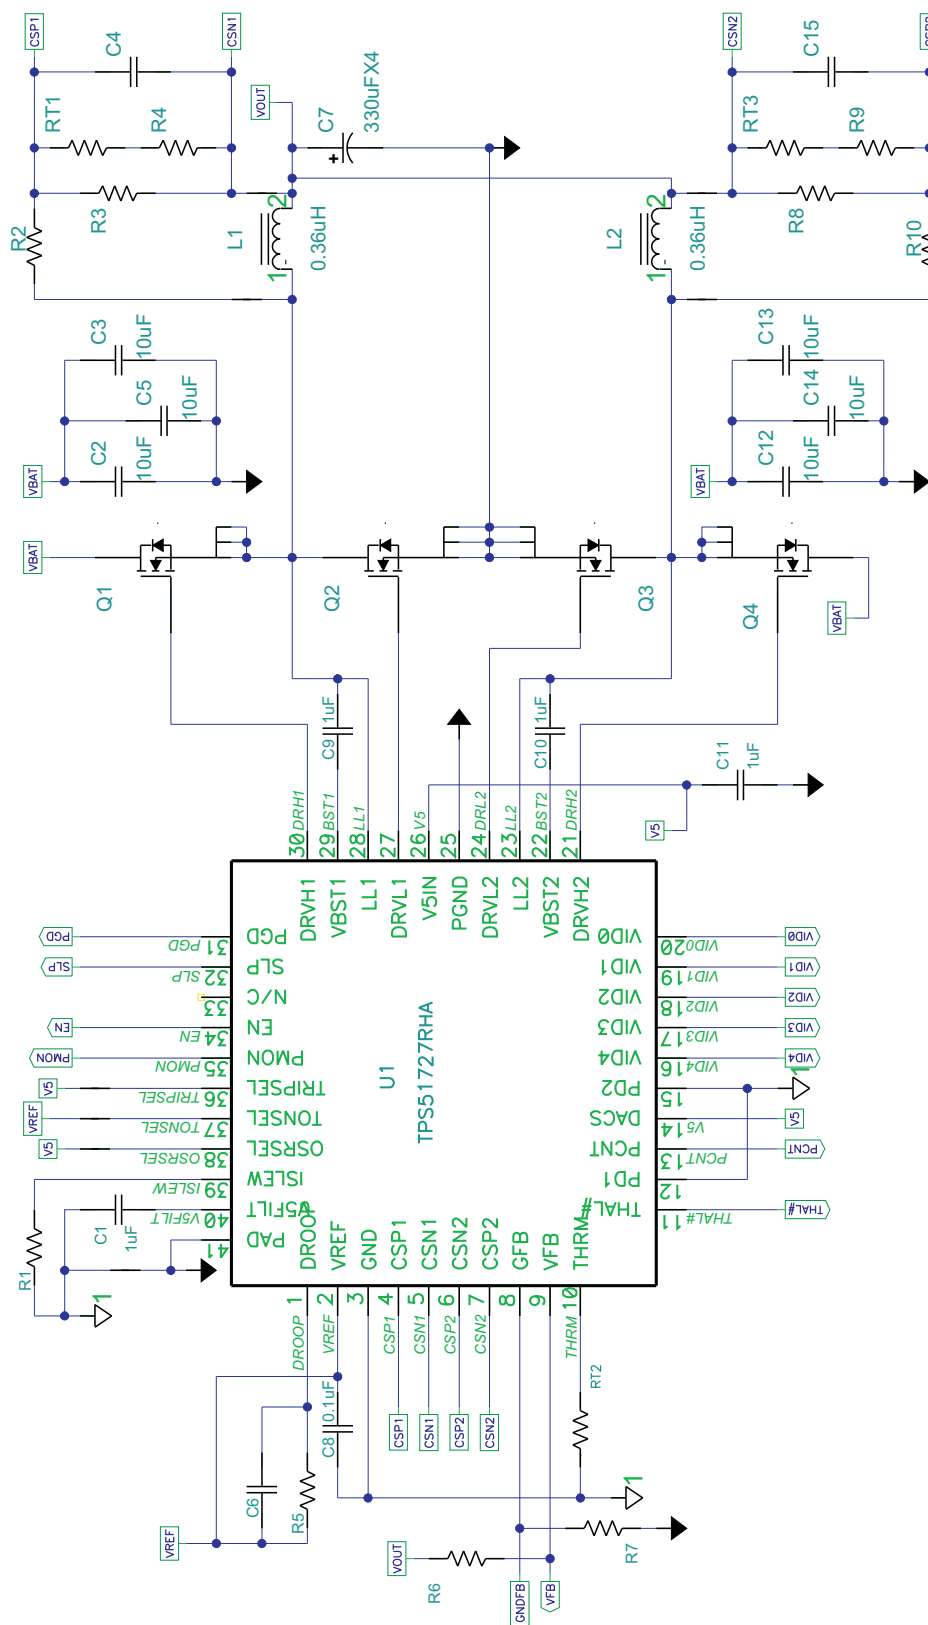 CSP1
C4
CSN1
RT1
R4
R3
R2
VOUT
C7
330uFX4
L1
2
1
0.36uH
CSN2
C15
RT3
R9
R8
R10
L2
2
1
0.36uH
C3
10uF
C5
10uF
C2
10uF
VBAT
C13
10uF
C14
10uF
C12
10uF
VBAT
VBAT
Q1
Q2
Q3
Q4
VBAT
C9
1uF
C10
1uF
C11
1uF
V5
30
DRH1
29
BST1
28
LL1
27
26
V5
25
24
DRL2
23
LL2
22
BST2
21
DRH2
DRVH1
VBST1
LL1
DRVL1
V5IN
PGND
DRVL2
LL2
VBST2
DRVH2
PGD
31
PGD
PGD
SLP
32
SLP
SLP
33
N/C
EN
34
EN
EN
PMON
35
PMON
PMON
V5
36
TRIPSEL
TRIPSEL
VREF
37
TONSEL
TONSEL
V5
38
OSRSEL
OSRSEL
39
ISLEW
ISLEW
40
V5FILT
V5FILT
41
PAD
U1
TPS51727RHA
VID0
20
VID0
VID0
VID1
19
VID1
VID1
VID2
18
VID2
VID2
VID3
17
VID3
VID3
VID4
16
VID4
VID4
PD2
15
1
DACS
14
V5
V5
PCNT
13
PCNT
PCNT
PD1
12
THAL#
11
THAL#
THAL#
R1
C1
1uF
1
DROOP
VREF
GND
CSP1
CSN1
CSN2
CSP2
GFB
VFB
THRM
1
DROOP
2
VREF
3
4
CSP1
5
CSN1
6
CSP2
7
CSN2
8
9
10
THRM
RT2
C8
0.1uF
CSP1
CSN1
CSP2
CSN2
C6
R5
VREF
1
R7
VOUT
R6
GNDFB
VFB